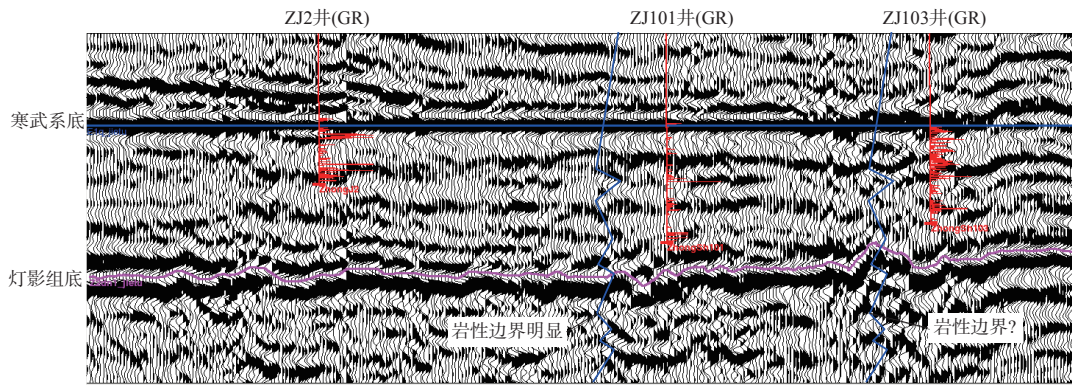 ZJ2井(GR)
ZJ101井(GR)
ZJ103井(GR)
寒武系底
灯影组底
岩性边界明显
岩性边界?